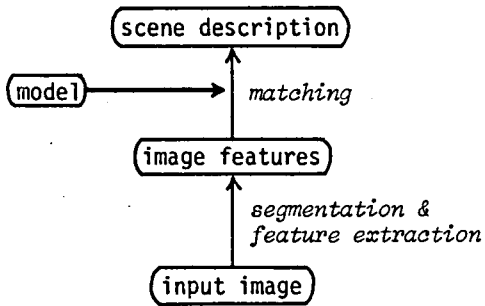 scene description
model
matching
image features
segmentation &
feature extraction
input image